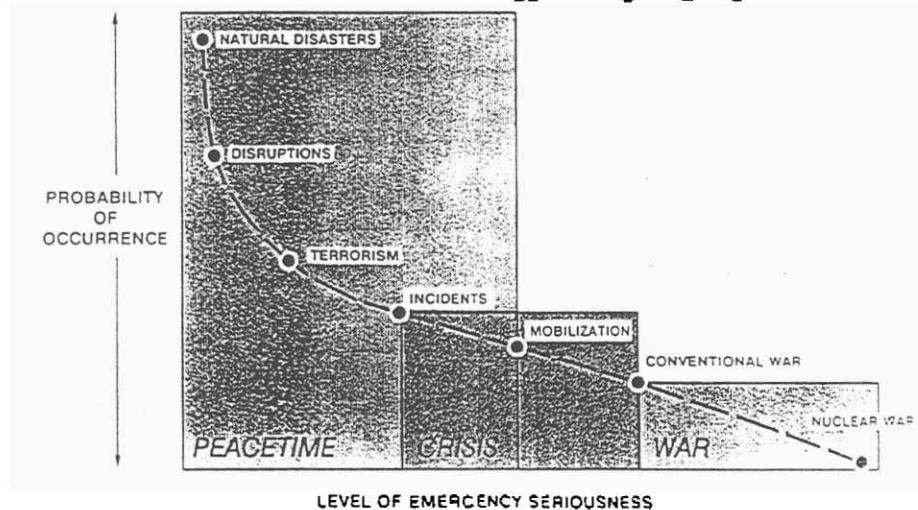 NATURAL DISASTERS
DISRUPTIONS
PROBABILITY
OF
OCCURRENCE
TERRORISM
INCIDENTS
MOBILIZATION
CONVENTIONAL WAR
NUCLEAR WAR
PEACETIME
CRISIS
WAR
LEVEL OF EMERGENCY SERIOUSNESS